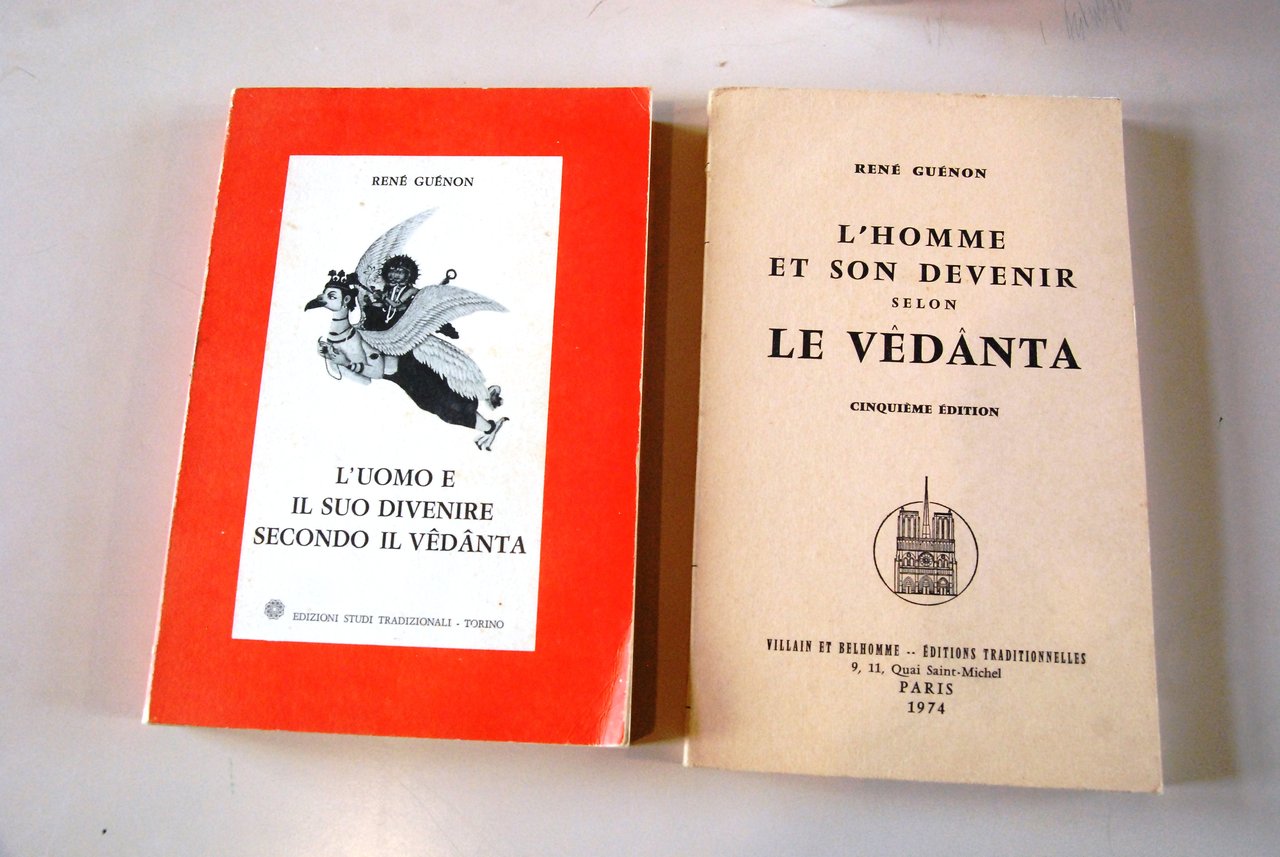 RENÉ GUÉNON
L'UOMO E
IL SUO DIVENIRE
SECONDO IL VÊDÂNTA
EDIZIONI STUDI TRADIZIONALI - TORINO
RENÉ GUÉNON
L'HOMME
ET SON DEVENIR
SELON
LE VÊDÂNTA
CINQUIÈME ÉDITION
VILLAIN ET BELHOMME -- ÉDITIONS TRADITIONNELLES
9, 11, Quai Saint-Michel
PARIS
1974